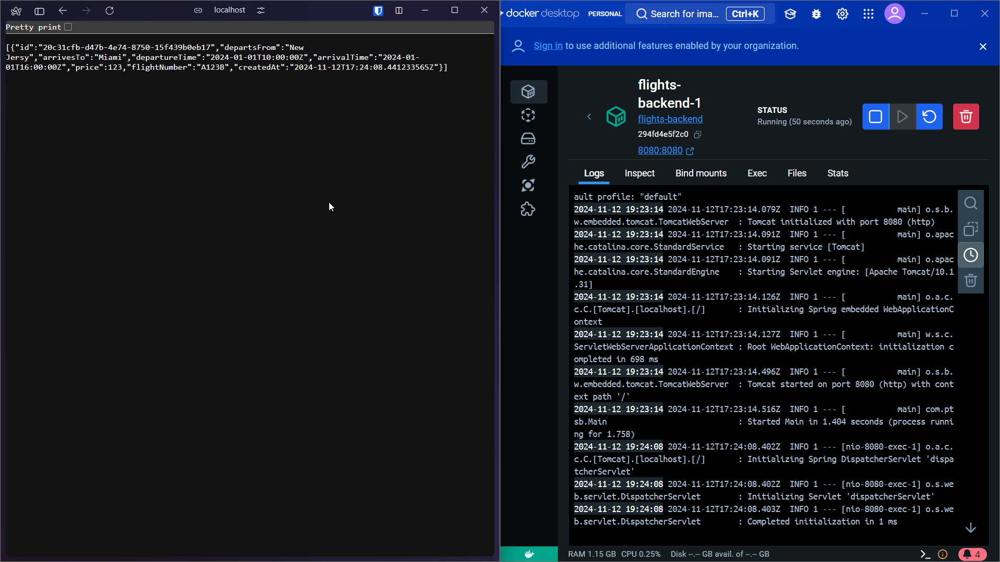 localhost
Pretty print
[{"id":"20c31cfb-d47b-4e74-8750-15f439b0eb17","departsFrom":"New
Jersy","arrivesTo":"Miami","departureTime":"2024-01-01T10:00:00Z","arrivalTime":"2024-01-
01T16:00:00Z","price":123,"flightNumber":"A123B","createdAt":"2024-11-12T17:24:08.441233565Z"}]
docker desktop PERSONAL Search for ima... Ctrl+K
Sign in to use additional features enabled by your organization.
flights-
backend-1
flights-backend
294fd4e5f2c0
8080:8080
STATUS
Running (50 seconds ago)
Logs Inspect Bind mounts Exec Files Stats
ault profile: "default"
2024-11-12 19:23:14 2024-11-12T17:23:14.079Z  INFO 1 --- [           main] o.s.b.
w.embedded.tomcat.TomcatWebServer  : Tomcat initialized with port 8080 (http)
2024-11-12 19:23:14 2024-11-12T17:23:14.091Z  INFO 1 --- [           main] o.apac
he.catalina.core.StandardService   : Starting service [Tomcat]
2024-11-12 19:23:14 2024-11-12T17:23:14.091Z  INFO 1 --- [           main] o.apac
he.catalina.core.StandardEngine    : Starting Servlet engine: [Apache Tomcat/10.1
.31]
2024-11-12 19:23:14 2024-11-12T17:23:14.126Z  INFO 1 --- [           main] o.a.c.
c.C.[Tomcat].[localhost].[/]       : Initializing Spring embedded WebApplicationC
ontext
2024-11-12 19:23:14 2024-11-12T17:23:14.127Z  INFO 1 --- [           main] w.s.c.
ServletWebServerApplicationContext : Root WebApplicationContext: initialization c
ompleted in 698 ms
2024-11-12 19:23:14 2024-11-12T17:23:14.496Z  INFO 1 --- [           main] o.s.b.
w.embedded.tomcat.TomcatWebServer  : Tomcat started on port 8080 (http) with cont
ext path '/'
2024-11-12 19:23:14 2024-11-12T17:23:14.516Z  INFO 1 --- [           main] com.pt
sb.Main                            : Started Main in 1.404 seconds (process runni
ng for 1.758)
2024-11-12 19:24:08 2024-11-12T17:24:08.402Z  INFO 1 --- [nio-8080-exec-1] o.a.c.
c.C.[Tomcat].[localhost].[/]       : Initializing Spring DispatcherServlet 'dispa
tcherServlet'
2024-11-12 19:24:08 2024-11-12T17:24:08.402Z  INFO 1 --- [nio-8080-exec-1] o.s.we
b.servlet.DispatcherServlet        : Initializing Servlet 'dispatcherServlet'
2024-11-12 19:24:08 2024-11-12T17:24:08.403Z  INFO 1 --- [nio-8080-exec-1] o.s.we
b.servlet.DispatcherServlet        : Completed initialization in 1 ms
RAM 1.15 GB CPU 0.25% Disk --.-- GB avail. of --.-- GB 4